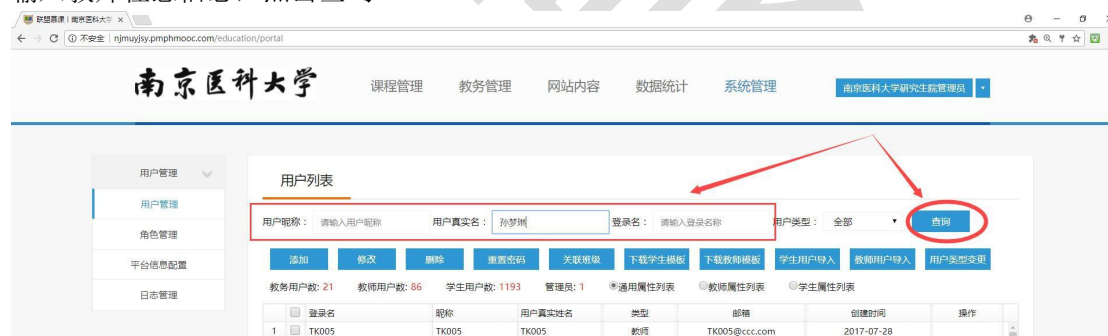 联盟慕课 | 南京医科大学 ×
① 不安全 | njmuyjsy.pmphmooc.com/education/portal
南京医科大学 课程管理 教务管理 网站内容 数据统计 系统管理 南京医科大学研究生院管理员
用户管理
用户管理
角色管理
平台信息配置
日志管理
用户列表
用户昵称： 请输入用户昵称 用户真实名： 孙梦琳 登录名： 请输入登录名称 用户类型： 全部 查询
添加 修改 删除 重置密码 关联班级 下载学生模板 下载教师模板 学生用户导入 教师用户导入 用户类型变更
教务用户数: 21 教师用户数: 86 学生用户数: 1193 管理员: 1 通用属性列表 教师属性列表 学生属性列表
登录名 昵称 用户真实姓名 类型 邮箱 创建时间 操作
1 TK005 TK005 TK005 教师 TK005@ccc.com 2017-07-28